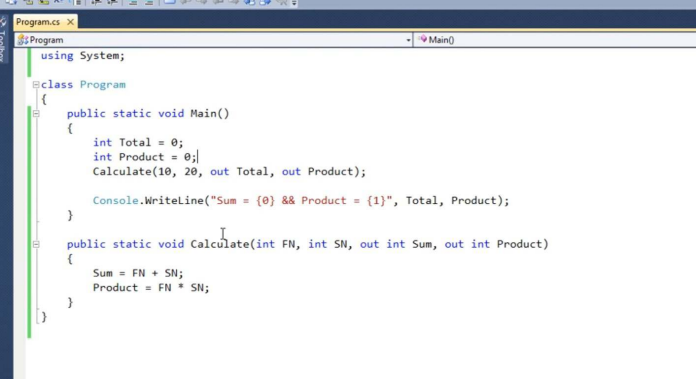 Program.cs
Toolbox
Program
Main()
using System;
class Program
{
public static void Main()
{
int Total = 0;
int Product = 0;
Calculate(10, 20, out Total, out Product);
Console.WriteLine("Sum = {0} && Product = {1}", Total, Product);
}
public static void Calculate(int FN, int SN, out int Sum, out int Product)
{
Sum = FN + SN;
Product = FN * SN;
}
}